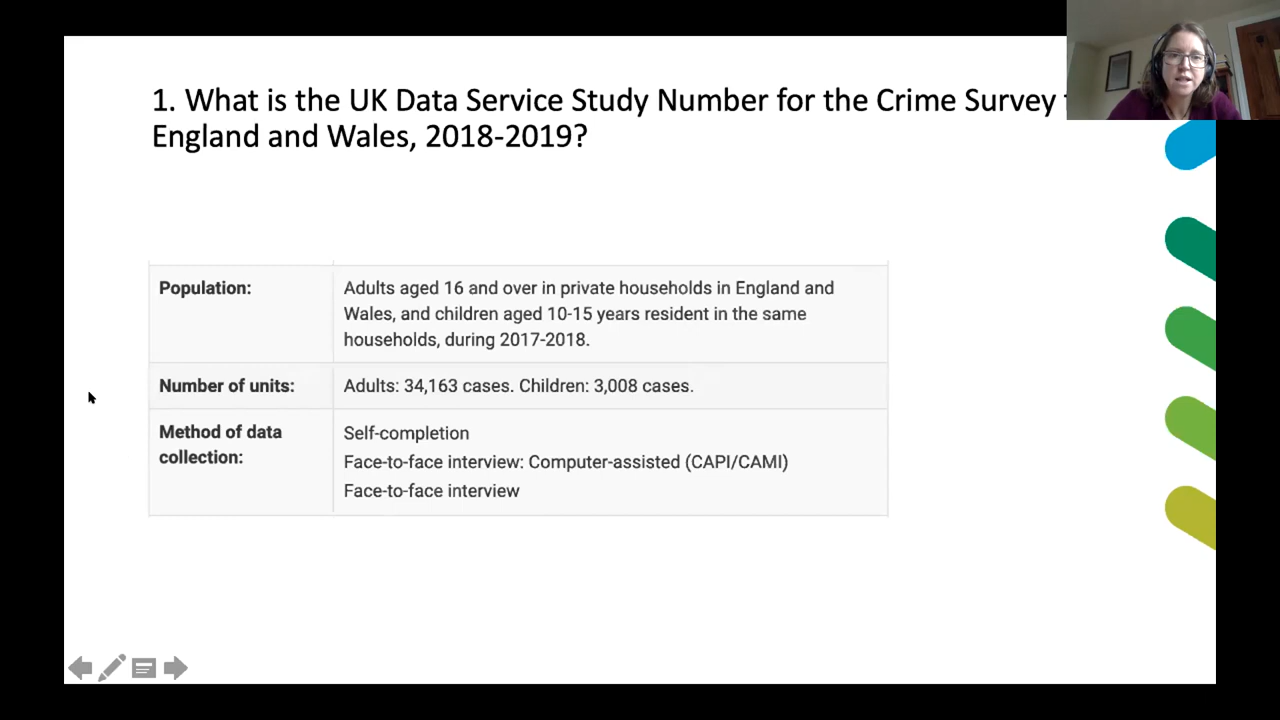 1. What is the UK Data Service Study Number for the Crime Survey
England and Wales, 2018-2019?
Population:
Adults aged 16 and over in private households in England and
Wales, and children aged 10-15 years resident in the same
households, during 2017-2018.
Number of units:
Adults: 34,163 cases. Children: 3,008 cases.
Method of data
collection:
Self-completion
Face-to-face interview: Computer-assisted (CAPI/CAMI)
Face-to-face interview